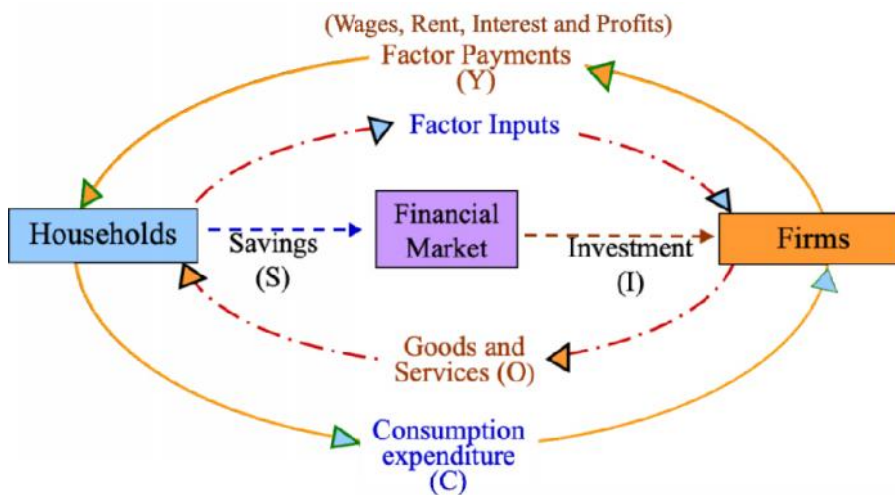 (Wages, Rent, Interest and Profits)
Factor Payments
(Y)
Factor Inputs
Households
Savings
(S)
Financial
Market
Investment
(I)
Firms
Goods and
Services (O)
Consumption
expenditure
(C)